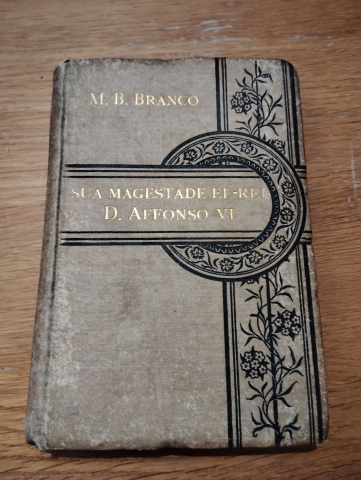 M. B. BRANCO
SUA MAGESTADE EL-REI
D. AFFONSO VI